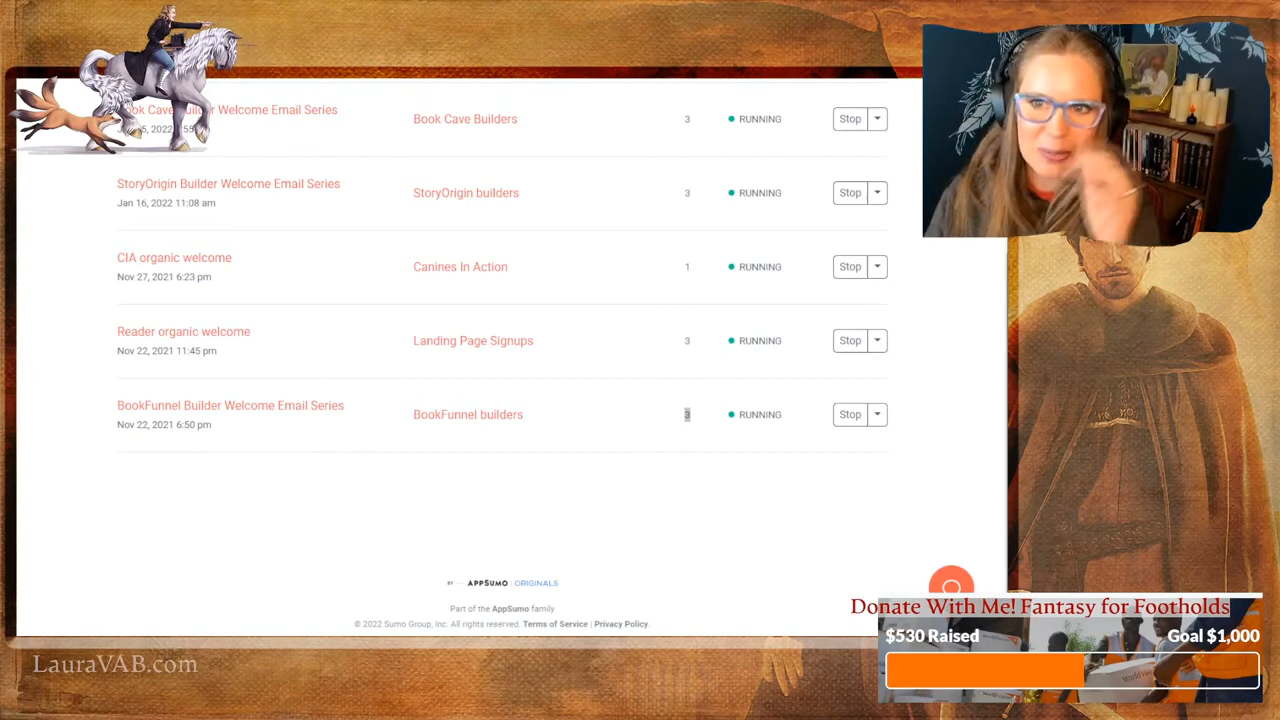 Book Cave Builder Welcome Email Series
Book Cave Builders
3
RUNNING
Stop
StoryOrigin Builder Welcome Email Series
Jan 16, 2022 11:08 am
StoryOrigin builders
3
RUNNING
Stop
CIA organic welcome
Nov 27, 2021 6:23 pm
Canines In Action
1
RUNNING
Stop
Reader organic welcome
Nov 22, 2021 11:45 pm
Landing Page Signups
3
RUNNING
Stop
BookFunnel Builder Welcome Email Series
Nov 22, 2021 6:50 pm
BookFunnel builders
3
RUNNING
Stop
BY APPSUMO ORIGINALS
Part of the AppSumo family
© 2022 Sumo Group, Inc. All rights reserved. Terms of Service | Privacy Policy.
Donate With Me! Fantasy for Footholds
$530 Raised
Goal $1,000
LauraVAB.com